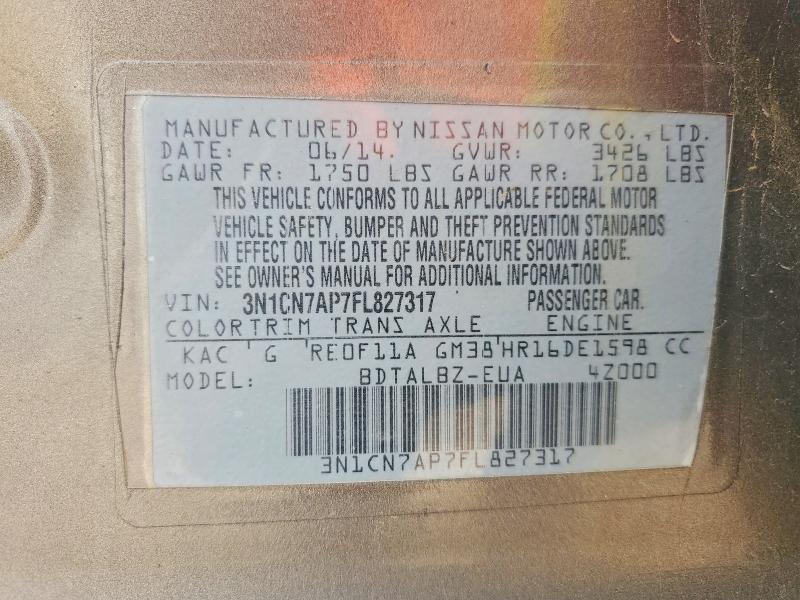 MANUFACTURED BY NISSAN MOTOR CO., LTD.
DATE: 06/14. GVWR: 3426 LBS
GAWR FR: 1750 LBS GAWR RR: 1708 LBS
THIS VEHICLE CONFORMS TO ALL APPLICABLE FEDERAL MOTOR
VEHICLE SAFETY, BUMPER AND THEFT PREVENTION STANDARDS
IN EFFECT ON THE DATE OF MANUFACTURE SHOWN ABOVE.
SEE OWNER'S MANUAL FOR ADDITIONAL INFORMATION.
VIN: 3N1CN7AP7FL827317 PASSENGER CAR.
COLORTRIM TRANS AXLE ENGINE
KAC G RE0F11A GM38 HR16DE1598 CC
MODEL: BDTALBZ-EUA 4Z000
3N1CN7AP7FL827317